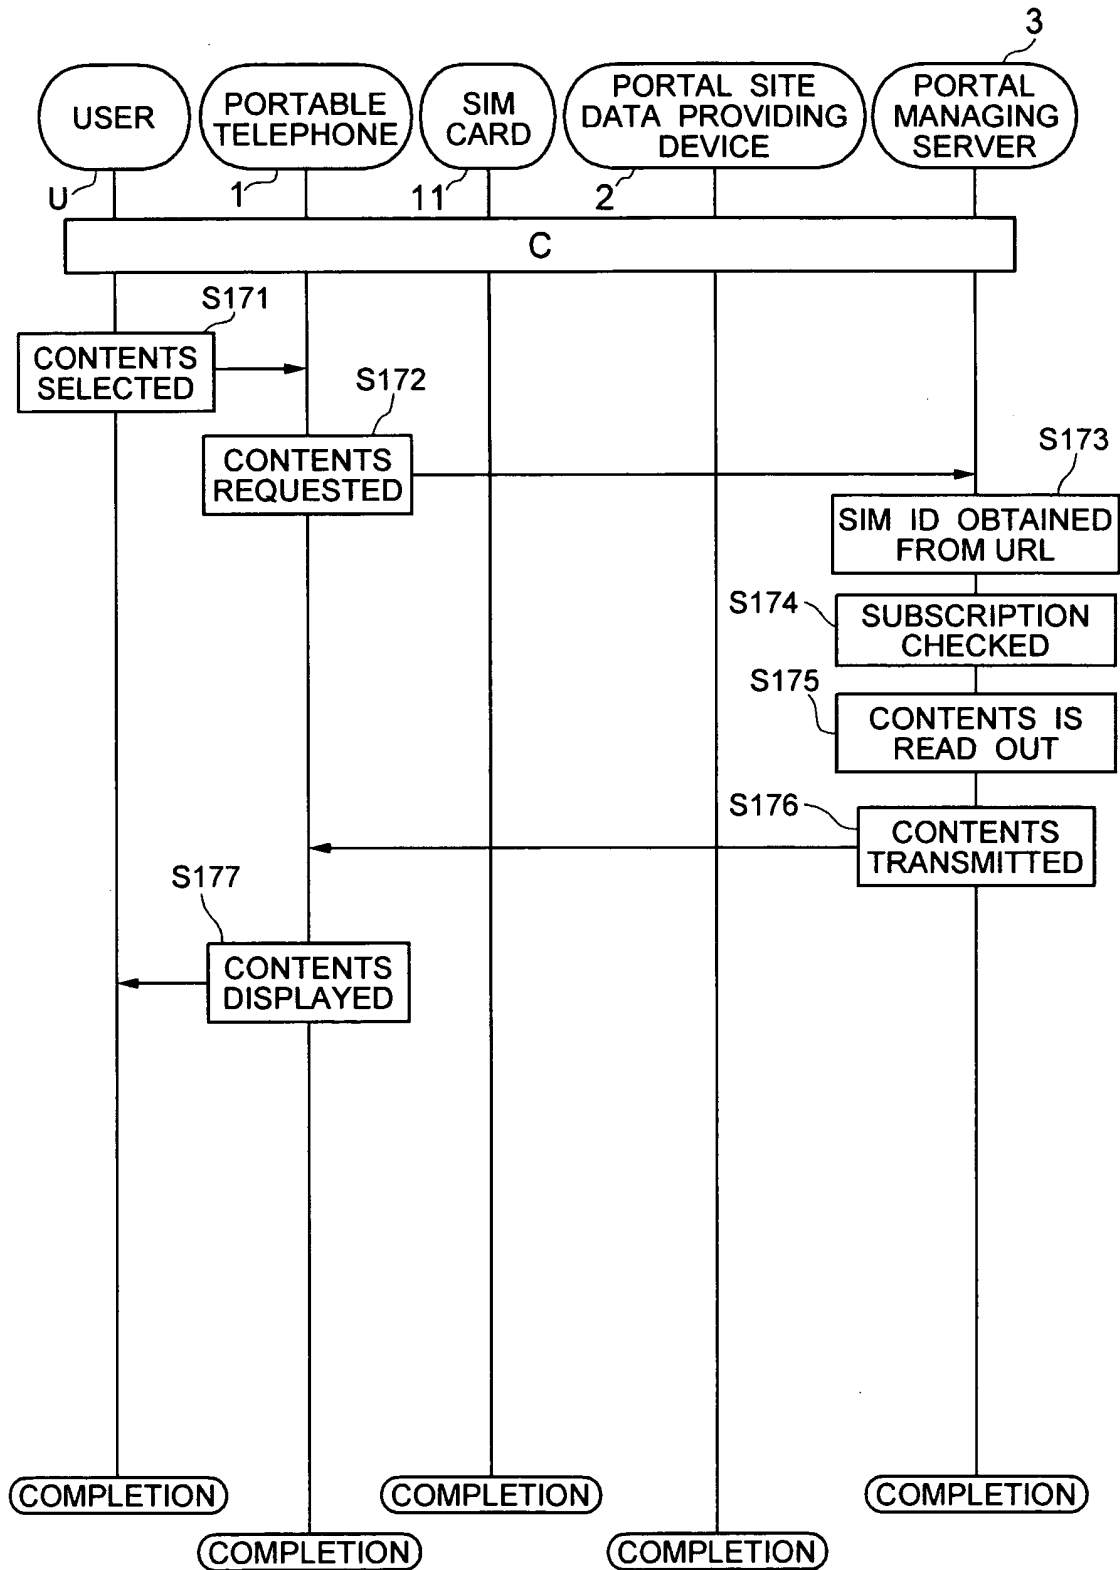 3
USER
PORTABLE
TELEPHONE
SIM
CARD
PORTAL SITE
DATA PROVIDING
DEVICE
PORTAL
MANAGING
SERVER
U
1
11
2
C
S171
CONTENTS
SELECTED
S172
CONTENTS
REQUESTED
S173
SIM ID OBTAINED
FROM URL
S174
SUBSCRIPTION
CHECKED
S175
CONTENTS IS
READ OUT
S176
CONTENTS
TRANSMITTED
S177
CONTENTS
DISPLAYED
COMPLETION
COMPLETION
COMPLETION
COMPLETION
COMPLETION